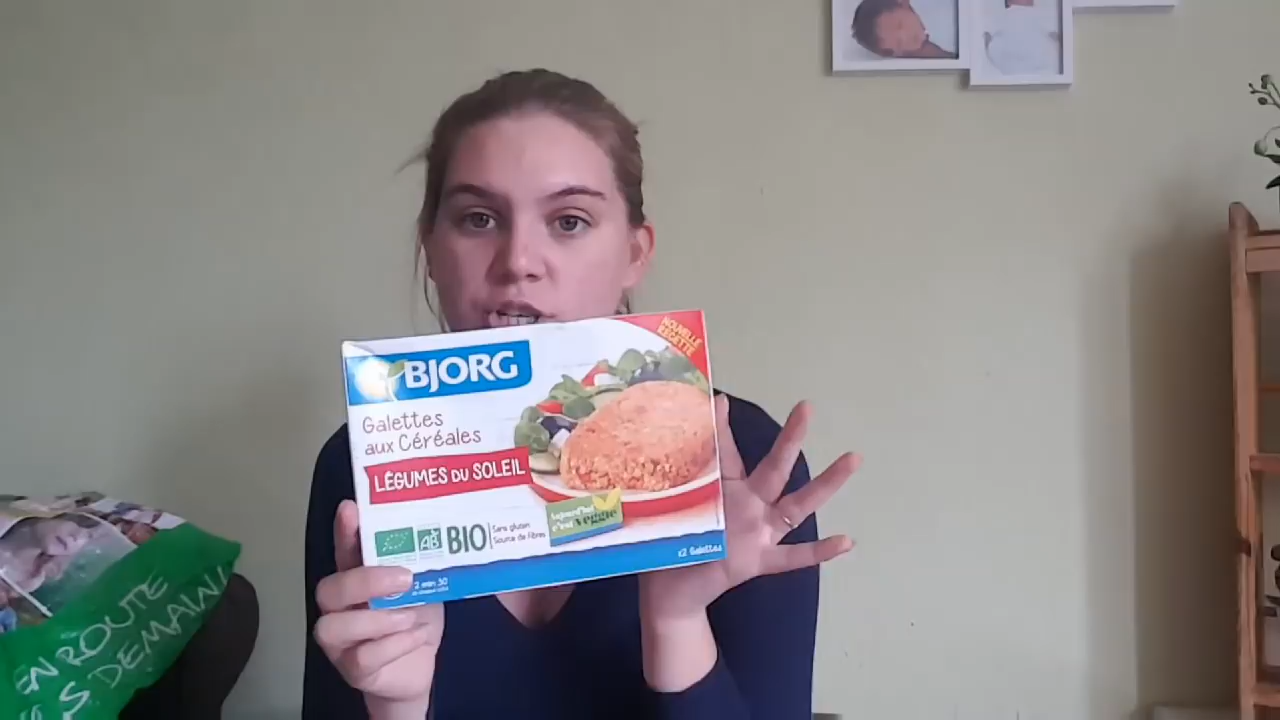 BJORG
NOUVELLE
RECETTE
Galettes
aux Céréales
LÉGUMES DU SOLEIL
AB
BIO
Sans gluten
Source de fibres
Aujourd'hui
c'est Veggie
x2 Galettes
2 min 30
EN ROUTE
DEMAIN